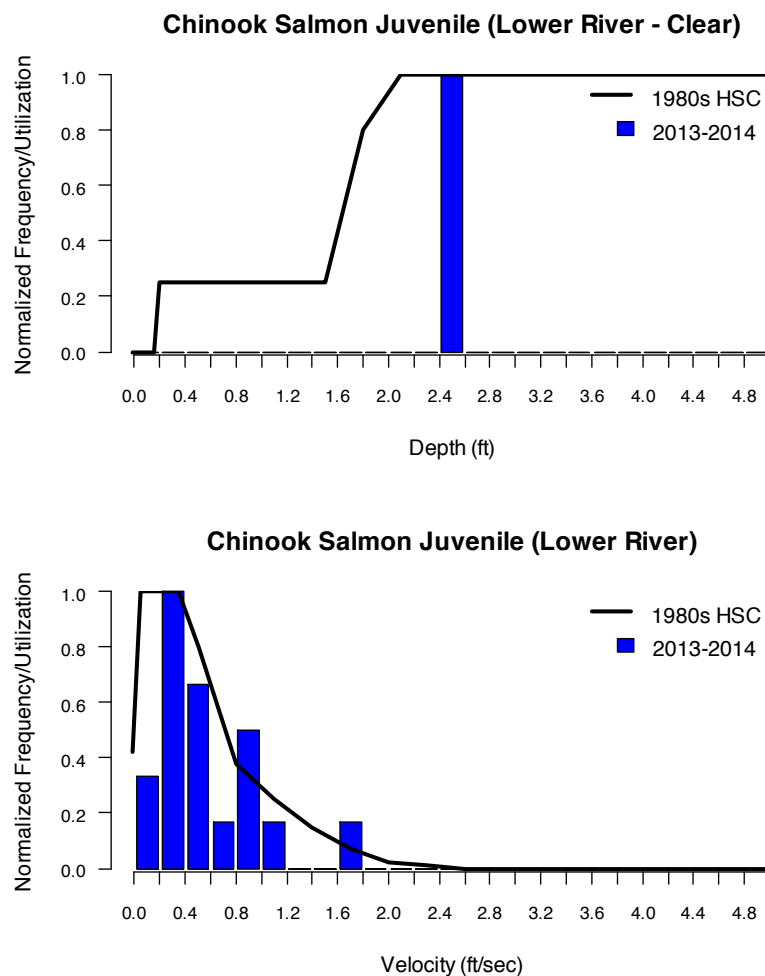 Chinook Salmon Juvenile (Lower River - Clear)
Normalized Frequency/Utilization
1.0
0.8
0.6
0.4
0.2
0.0
1980s HSC
2013-2014
0.0 0.4 0.8 1.2 1.6 2.0 2.4 2.8 3.2 3.6 4.0 4.4 4.8
Depth (ft)
Chinook Salmon Juvenile (Lower River)
Normalized Frequency/Utilization
1.0
0.8
0.6
0.4
0.2
0.0
1980s HSC
2013-2014
0.0 0.4 0.8 1.2 1.6 2.0 2.4 2.8 3.2 3.6 4.0 4.4 4.8
Velocity (ft/sec)